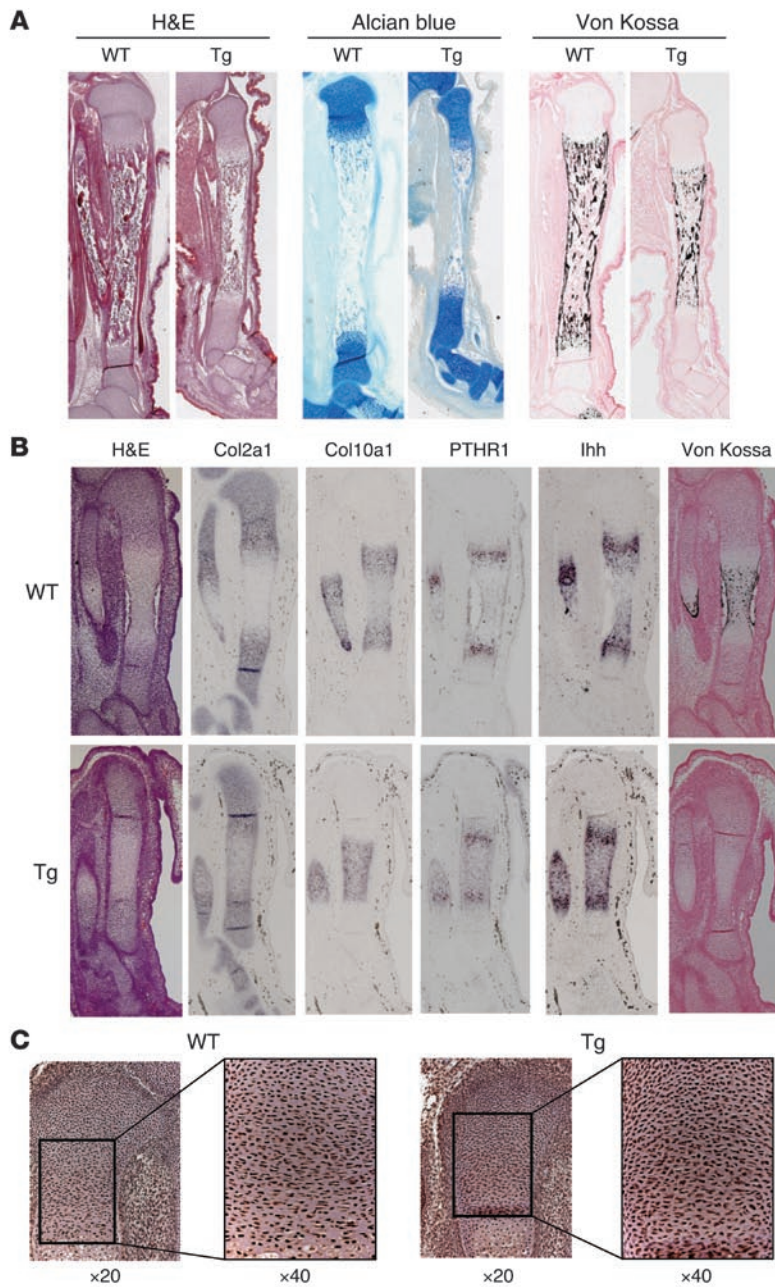 A
H&E
Alcian blue
Von Kossa
WT
Tg
WT
Tg
WT
Tg
B
H&E
Col2a1
Col10a1
PTHR1
Ihh
Von Kossa
WT
Tg
C
WT
Tg
×20
×40
×20
×40